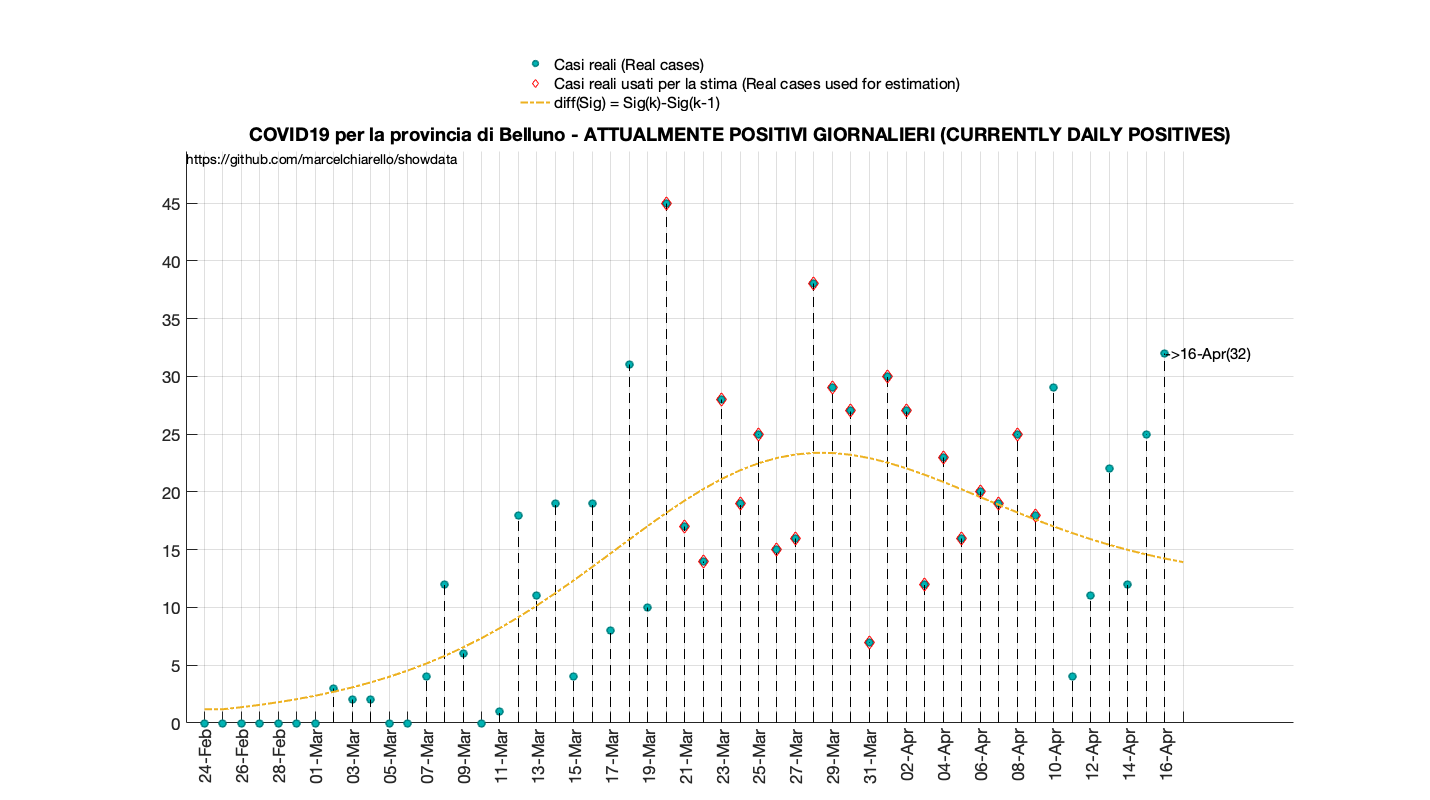 Casi reali (Real cases)
Casi reali usati per la stima (Real cases used for estimation)
diff(Sig) = Sig(k)-Sig(k-1)
COVID19 per la provincia di Belluno - ATTUALMENTE POSITIVI GIORNALIERI (CURRENTLY DAILY POSITIVES)
https://github.com/marcelchiarello/showdata
45
40
35
30
25
20
15
10
5
0
->16-Apr(32)
24-Feb
26-Feb
28-Feb
01-Mar
03-Mar
05-Mar
07-Mar
09-Mar
11-Mar
13-Mar
15-Mar
17-Mar
19-Mar
21-Mar
23-Mar
25-Mar
27-Mar
29-Mar
31-Mar
02-Apr
04-Apr
06-Apr
08-Apr
10-Apr
12-Apr
14-Apr
16-Apr